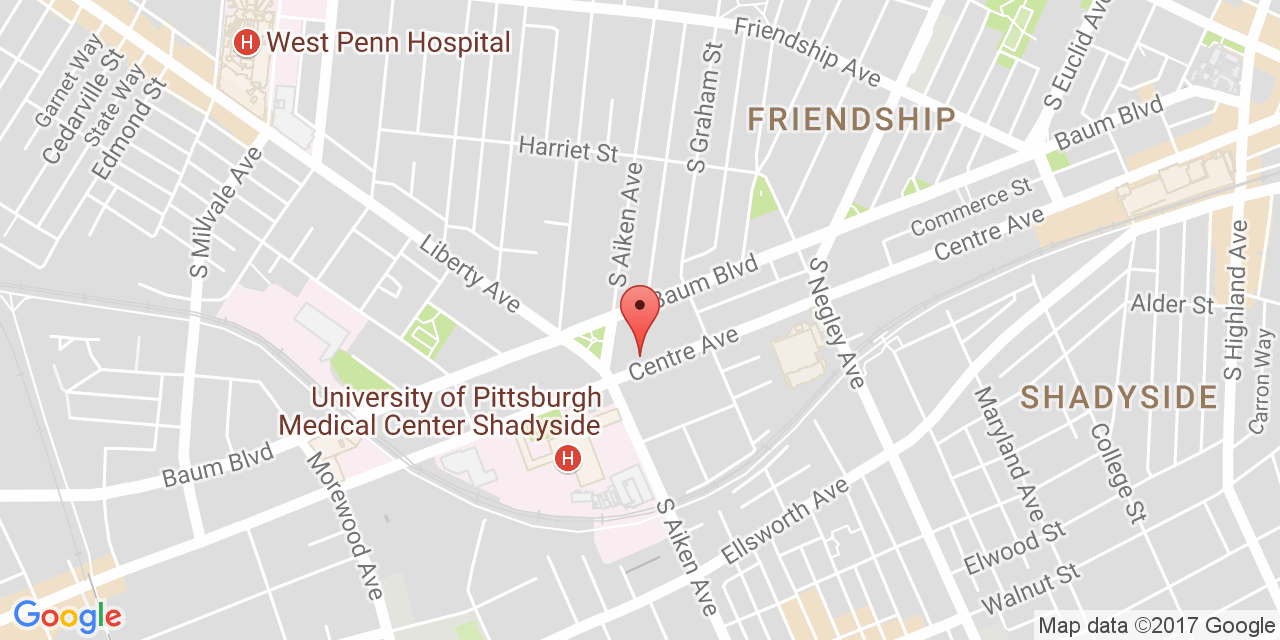 West Penn Hospital
Friendship Ave
S Euclid Ave
Garnet Way
Cedarville St
State Way
Edmond St
S Graham St
FRIENDSHIP
Baum Blvd
Harriet St
S Millvale Ave
S Aiken Ave
Commerce St
Centre Ave
Liberty Ave
Baum Blvd
S Negley Ave
S Highland Ave
Alder St
Centre Ave
Carron Way
University of Pittsburgh
Medical Center Shadyside
SHADYSIDE
Maryland Ave
College St
Baum Blvd
Morewood Ave
S Aiken Ave
Ellsworth Ave
Elwood St
Walnut St
Google
Map data ©2017 Google
H
H